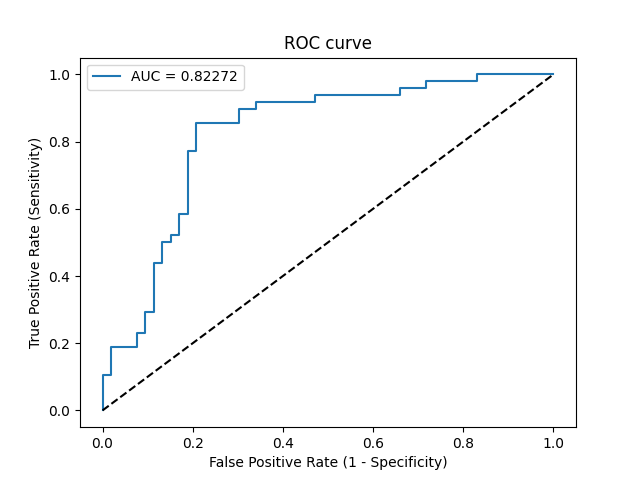 ROC curve
AUC = 0.82272
True Positive Rate (Sensitivity)
1.0
0.8
0.6
0.4
0.2
0.0
0.0 0.2 0.4 0.6 0.8 1.0
False Positive Rate (1 - Specificity)